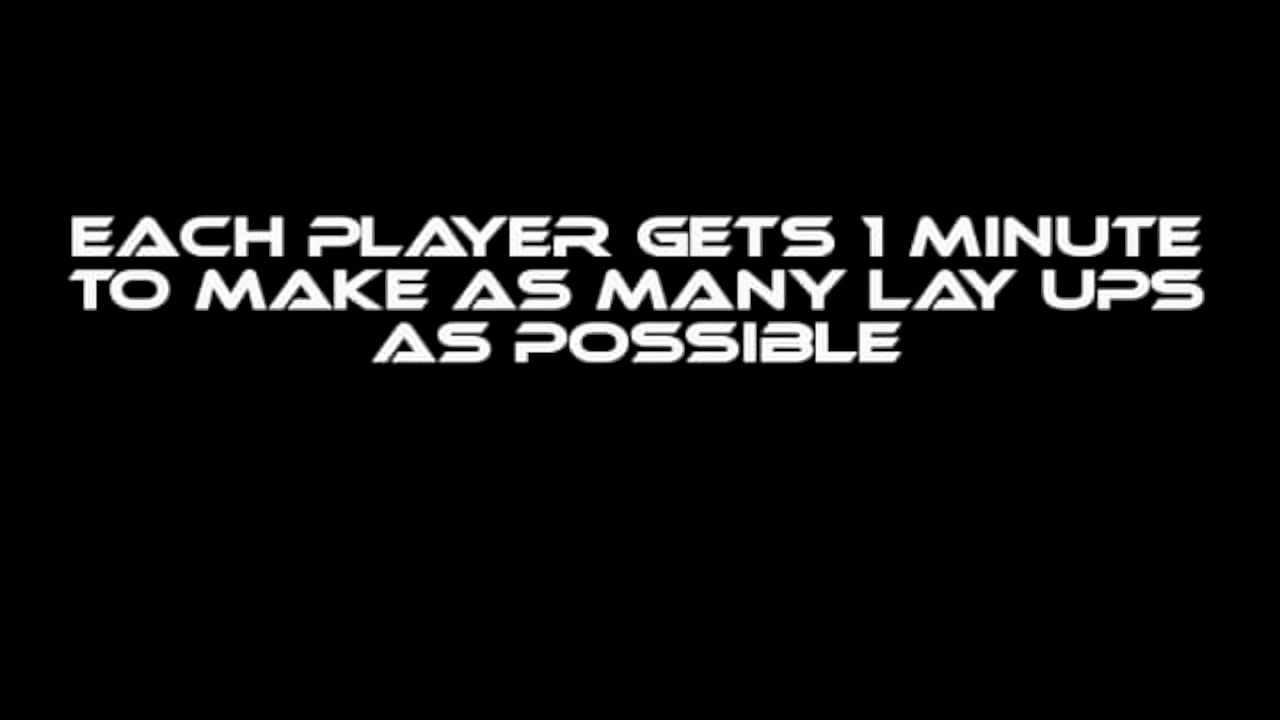 EACH PLAYER GETS 1 MINUTE
TO MAKE AS MANY LAY UPS
AS POSSIBLE